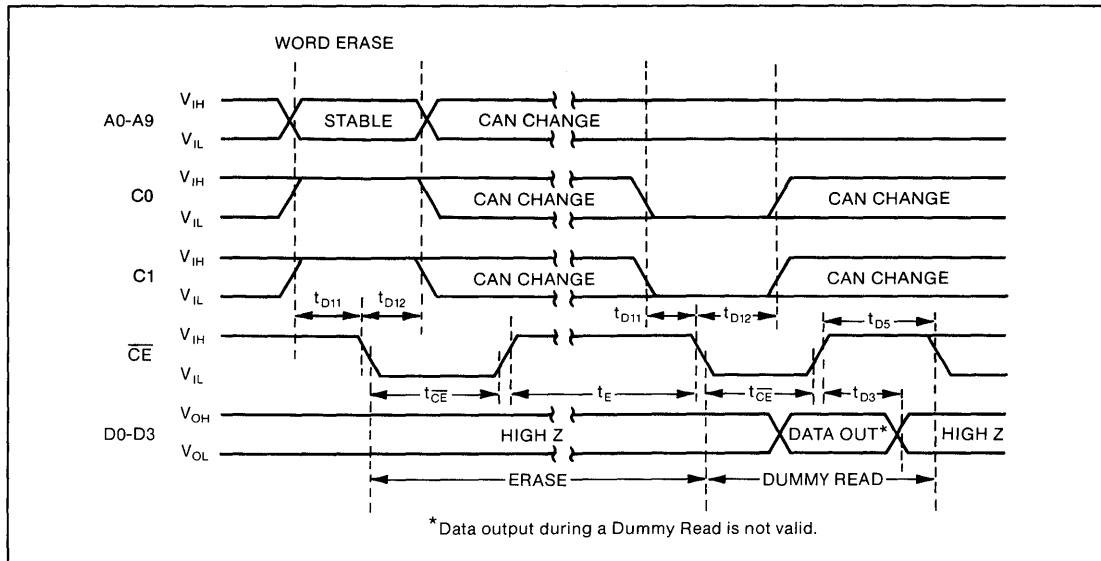 WORD ERASE
A0-A9 VIH VIL STABLE CAN CHANGE
C0 VIH VIL CAN CHANGE CAN CHANGE
C1 VIH VIL CAN CHANGE CAN CHANGE
tD11 tD12 tD11 tD12 tD5
CE VIH VIL
tCE tE tCE tD3
D0-D3 VOH VOL HIGH Z DATA OUT* HIGH Z
ERASE DUMMY READ
*Data output during a Dummy Read is not valid.